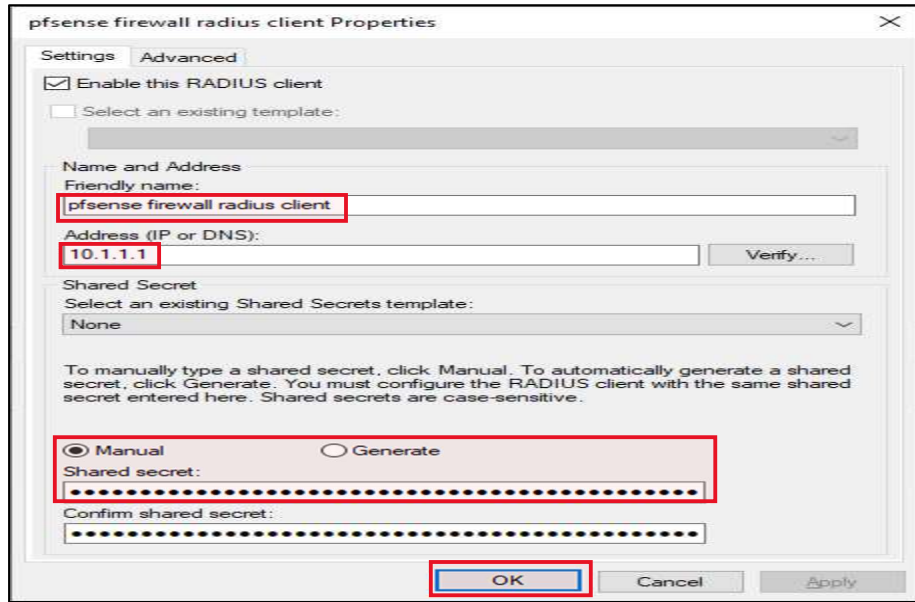 pfsense firewall radius client Properties
Settings Advanced
Enable this RADIUS client
Select an existing template:
Name and Address
Friendly name:
pfsense firewall radius client
Address (IP or DNS):
10.1.1.1 Verify...
Shared Secret
Select an existing Shared Secrets template:
None
To manually type a shared secret, click Manual. To automatically generate a shared
secret, click Generate. You must configure the RADIUS client with the same shared
secret entered here. Shared secrets are case-sensitive.
Manual Generate
Shared secret:
Confirm shared secret:
OK Cancel Apply